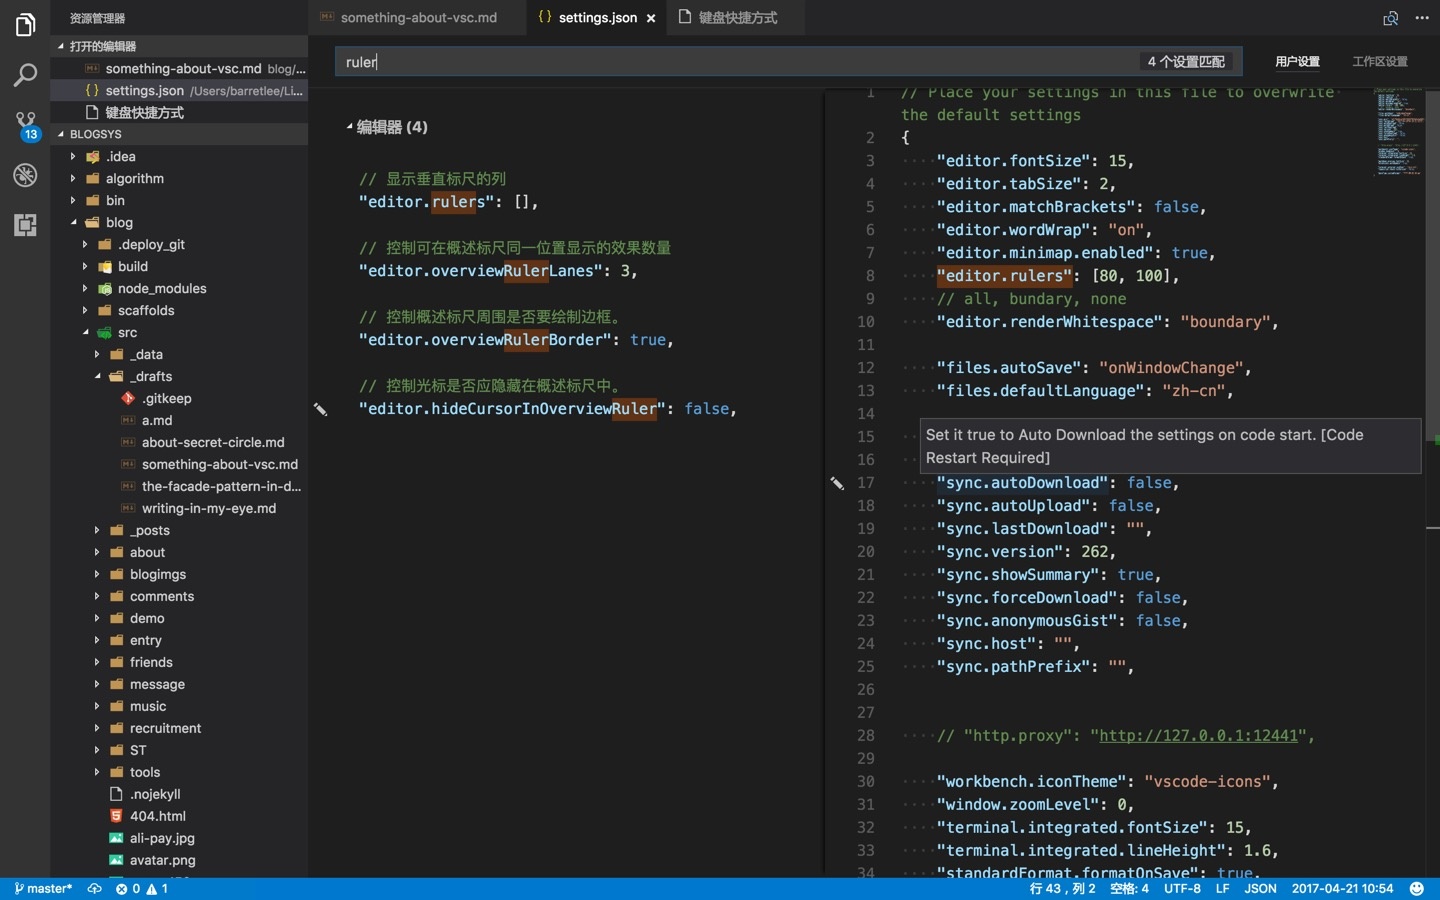 资源管理器
打开的编辑器
something-about-vsc.md blog/...
settings.json /Users/barretlee/Li...
键盘快捷方式
13
BLOGSYS
.idea
algorithm
bin
blog
.deploy_git
build
node_modules
scaffolds
src
_data
_drafts
.gitkeep
a.md
about-secret-circle.md
something-about-vsc.md
the-facade-pattern-in-d...
writing-in-my-eye.md
_posts
about
blogimgs
comments
demo
entry
friends
message
music
recruitment
ST
tools
.nojekyll
404.html
ali-pay.jpg
avatar.png
something-about-vsc.md
settings.json
键盘快捷方式
ruler
4 个设置匹配
用户设置
工作区设置
编辑器 (4)
// 显示垂直标尺的列
"editor.rulers": [],
// 控制可在概述标尺同一位置显示的效果数量
"editor.overviewRulerLanes": 3,
// 控制概述标尺周围是否要绘制边框。
"editor.overviewRulerBorder": true,
// 控制光标是否应隐藏在概述标尺中。
"editor.hideCursorInOverviewRuler": false,
1 // Place your settings in this file to overwrite
the default settings
2 {
3 "editor.fontSize": 15,
4 "editor.tabSize": 2,
5 "editor.matchBrackets": false,
6 "editor.wordWrap": "on",
7 "editor.minimap.enabled": true,
8 "editor.rulers": [80, 100],
9 // all, bundary, none
10 "editor.renderWhitespace": "boundary",
11
12 "files.autoSave": "onWindowChange",
13 "files.defaultLanguage": "zh-cn",
14
15
16
Set it true to Auto Download the settings on code start. [Code
Restart Required]
17 "sync.autoDownload": false,
18 "sync.autoUpload": false,
19 "sync.lastDownload": "",
20 "sync.version": 262,
21 "sync.showSummary": true,
22 "sync.forceDownload": false,
23 "sync.anonymousGist": false,
24 "sync.host": "",
25 "sync.pathPrefix": "",
26
27
28 // "http.proxy": "http://127.0.0.1:12441",
29
30 "workbench.iconTheme": "vscode-icons",
31 "window.zoomLevel": 0,
32 "terminal.integrated.fontSize": 15,
33 "terminal.integrated.lineHeight": 1.6,
34 "standardFormat.formatOnSave": true,
master* 0 1 行 43，列 2 空格: 4 UTF-8 LF JSON 2017-04-21 10:54